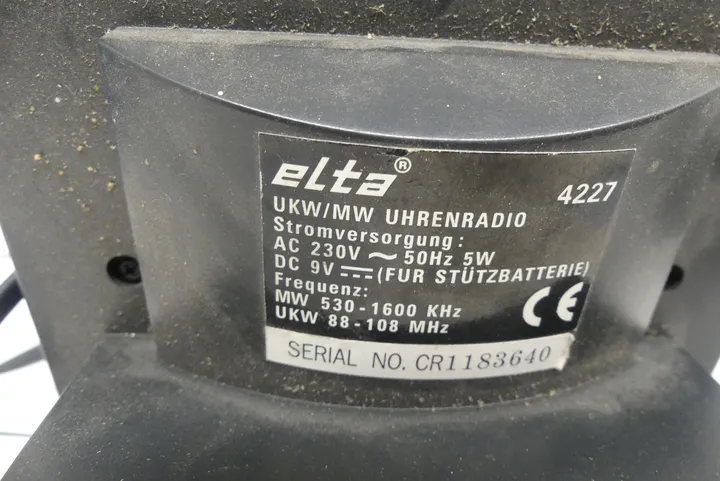 elta®
4227
UKW/MW UHRENRADIO
Stromversorgung:
AC 230V ~ 50Hz 5W
DC 9V ⎓ (FUR STÜTZBATTERIE)
Frequenz:
MW 530-1600 KHz
UKW 88-108 MHz
CE
SERIAL NO. CR1183640